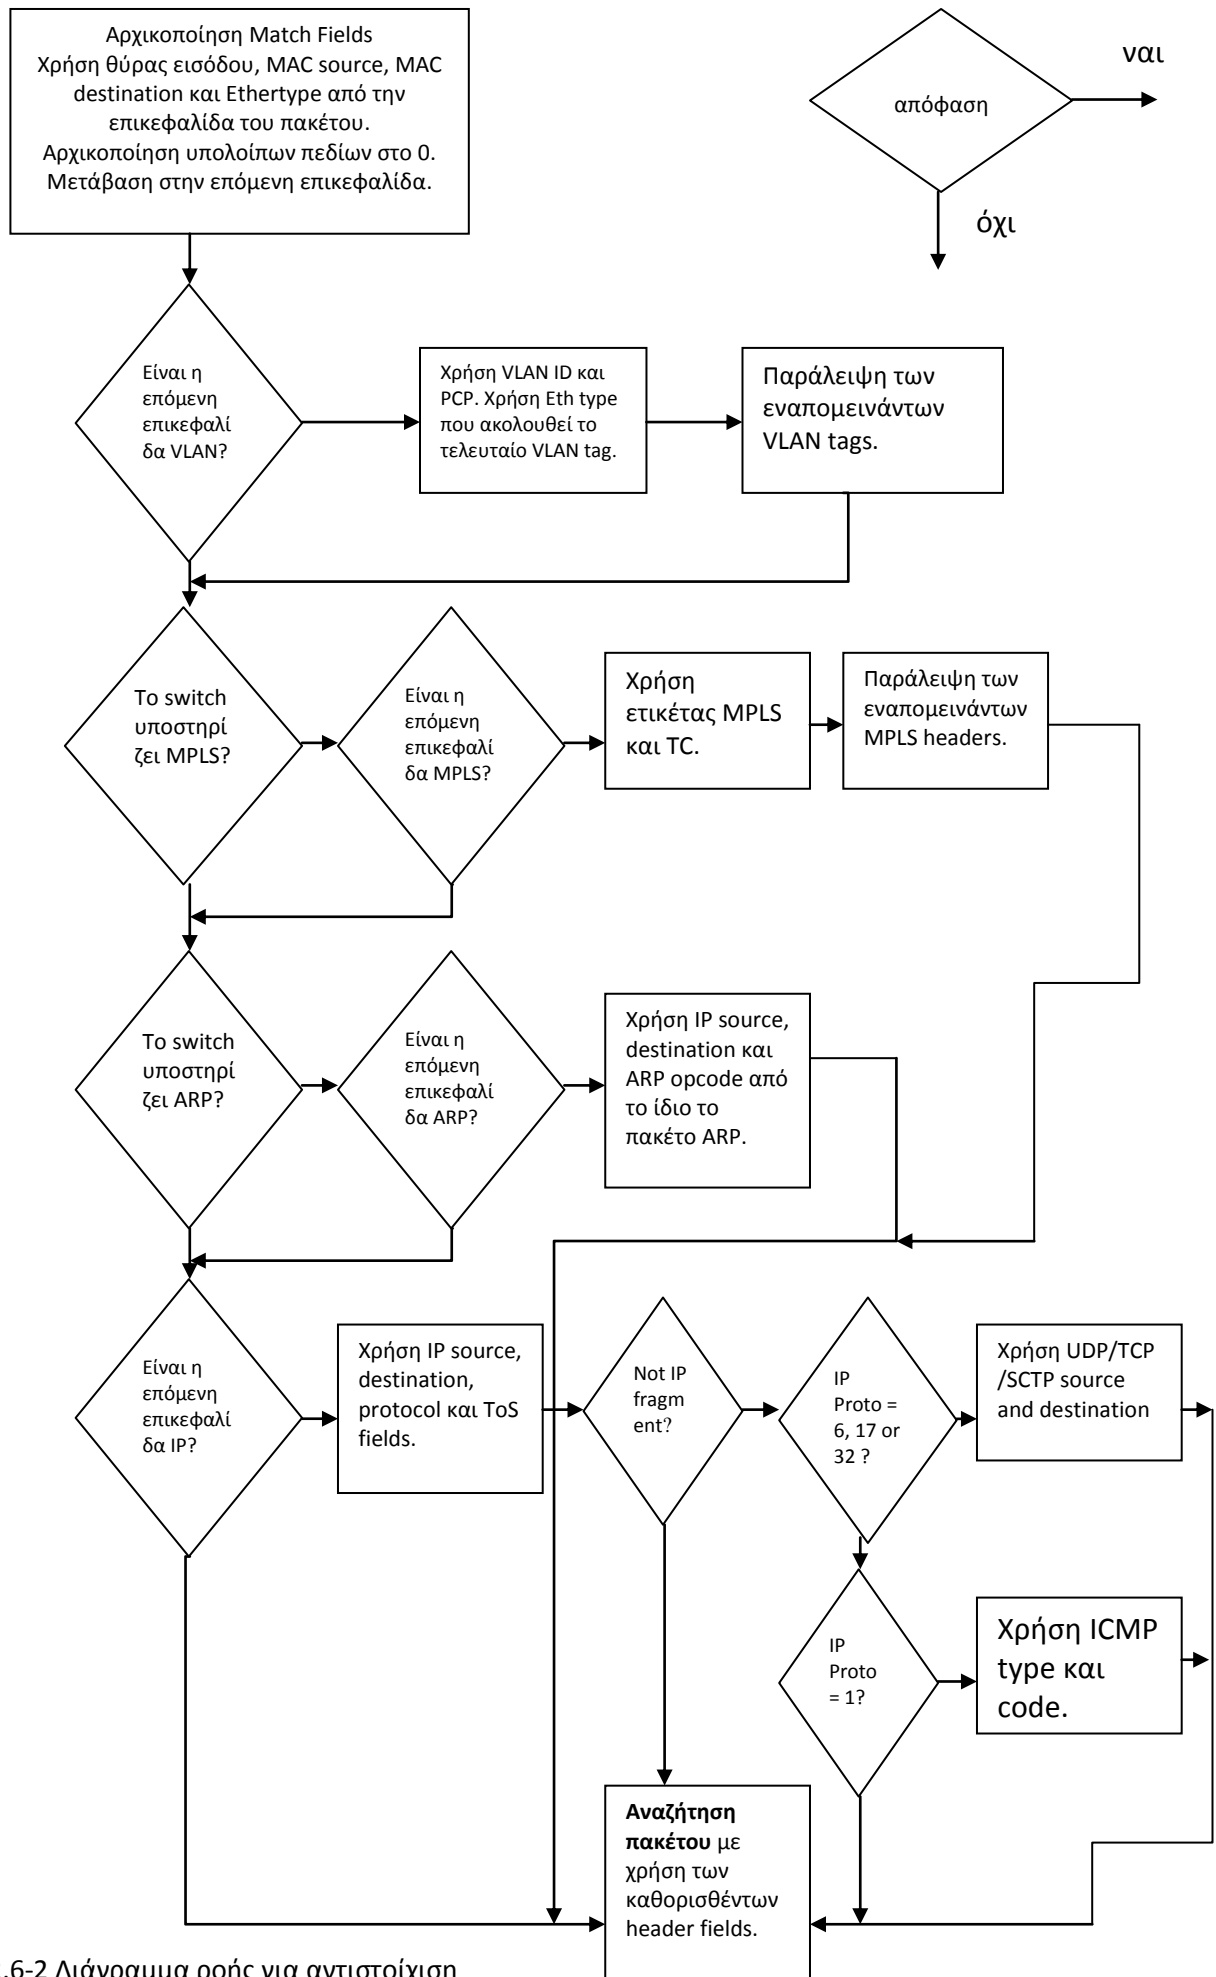 Αρχικοποίηση Match Fields
Χρήση θύρας εισόδου, MAC source, MAC
destination και Ethertype από την
επικεφαλίδα του πακέτου.
Αρχικοποίηση υπολοίπων πεδίων στο 0.
Μετάβαση στην επόμενη επικεφαλίδα.
απόφαση
ναι
όχι
Είναι η
επόμενη
επικεφαλί
δα VLAN?
Χρήση VLAN ID και
PCP. Χρήση Eth type
που ακολουθεί το
τελευταίο VLAN tag.
Παράλειψη των
εναπομεινάντων
VLAN tags.
Το switch
υποστηρί
ζει MPLS?
Είναι η
επόμενη
επικεφαλί
δα MPLS?
Χρήση
ετικέτας MPLS
και TC.
Παράλειψη των
εναπομεινάντων
MPLS headers.
Το switch
υποστηρί
ζει ARP?
Είναι η
επόμενη
επικεφαλί
δα ARP?
Χρήση IP source,
destination και
ARP opcode από
το ίδιο το
πακέτο ARP.
Είναι η
επόμενη
επικεφαλί
δα IP?
Χρήση IP source,
destination,
protocol και ToS
fields.
Not IP
fragm
ent?
IP
Proto =
6, 17 or
32 ?
Χρήση UDP/TCP
/SCTP source
and destination
IP
Proto
= 1?
Χρήση ICMP
type και
code.
Αναζήτηση
πακέτου με
χρήση των
καθορισθέντων
header fields.
.6-2 Διάγραμμα ροής για αντιστοίχιση